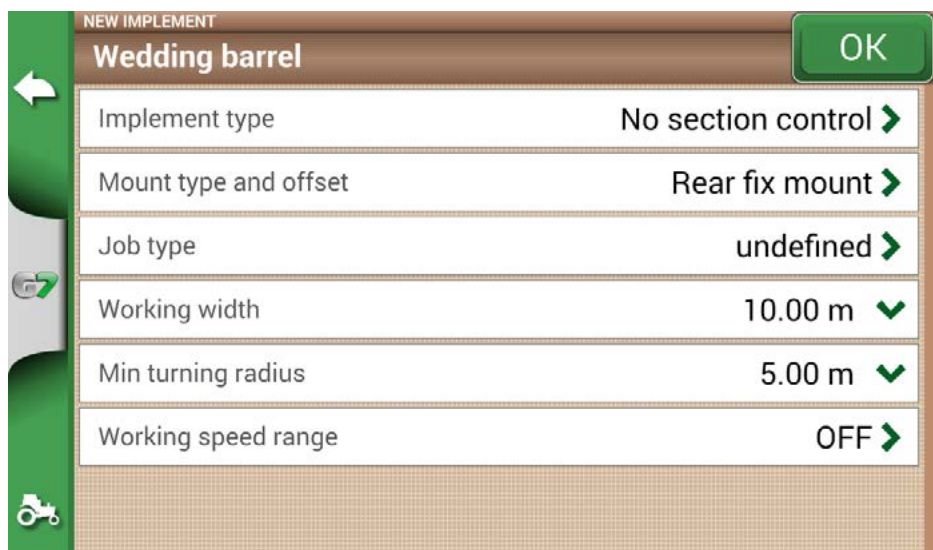 NEW IMPLEMENT
Wedding barrel
OK
Implement type No section control
Mount type and offset Rear fix mount
Job type undefined
G7
Working width 10.00 m
Min turning radius 5.00 m
Working speed range OFF